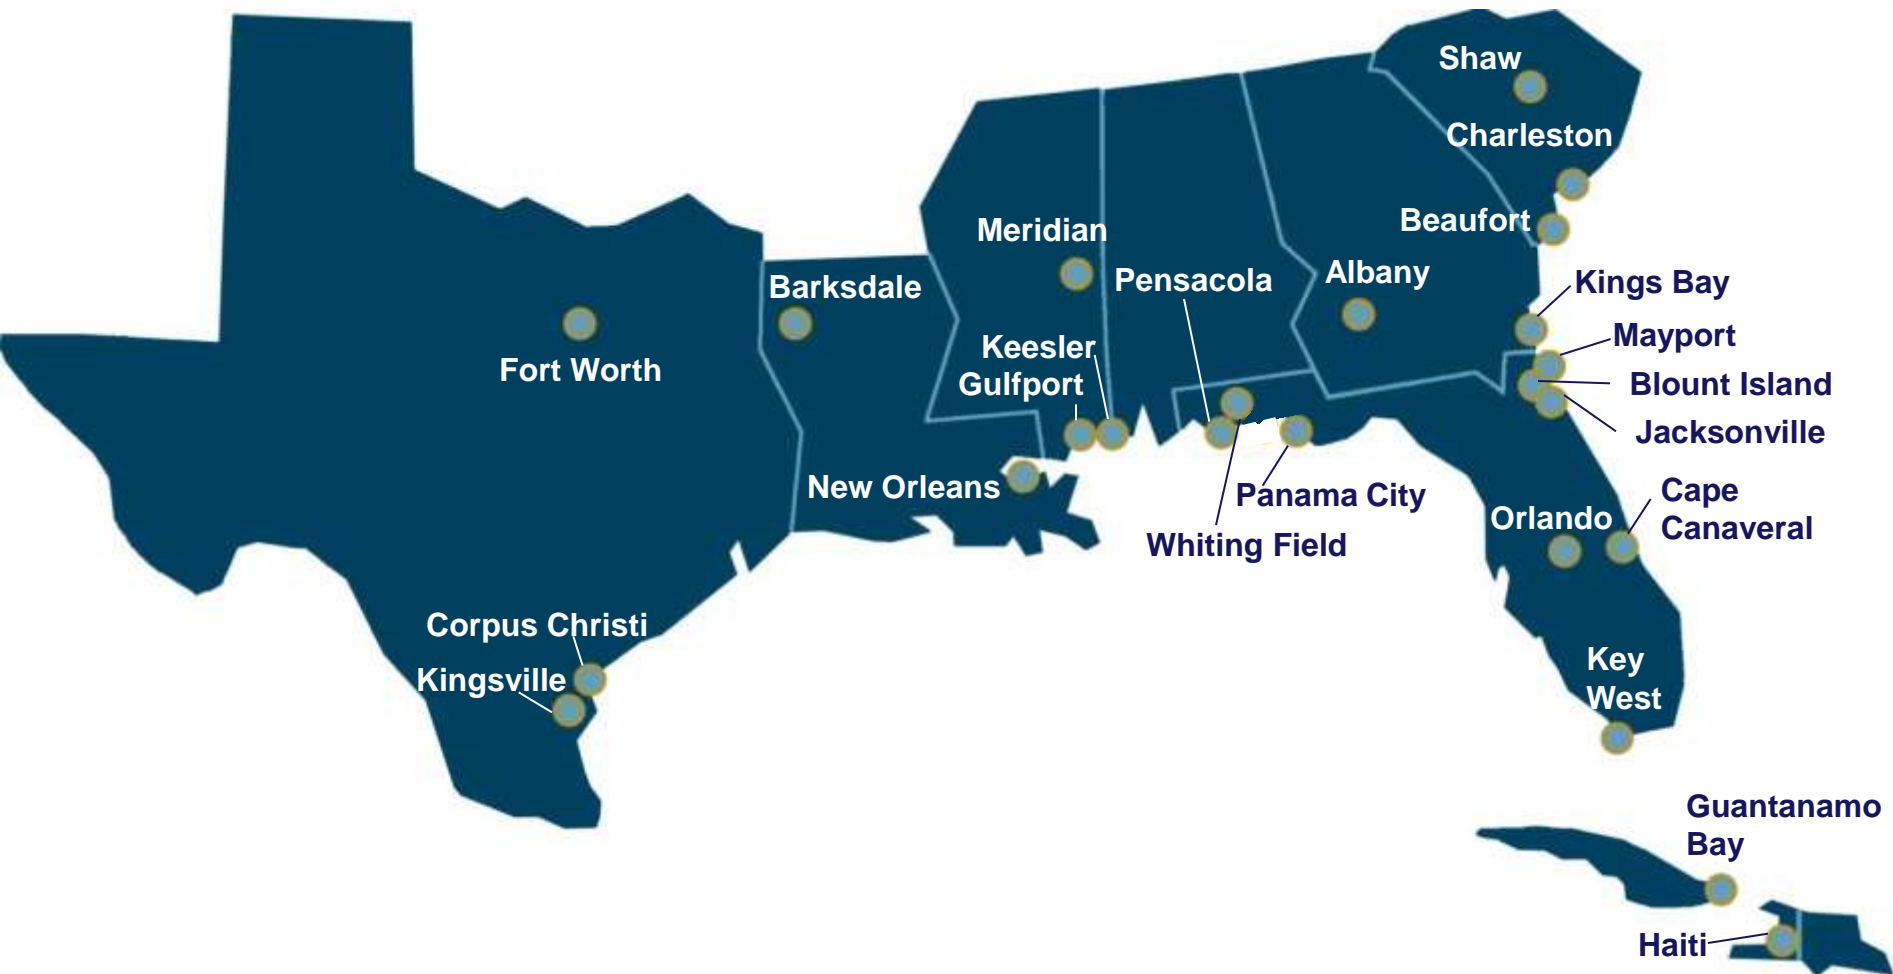 Shaw
Charleston
Beaufort
Meridian
Albany
Pensacola
Barksdale
Kings Bay
Mayport
Keesler
Fort Worth
Gulfport
Blount Island
Jacksonville
New Orleans
Panama City
Cape
Canaveral
Orlando
Whiting Field
Corpus Christi
Kingsville
Key
West
Guantanamo
Bay
Haiti